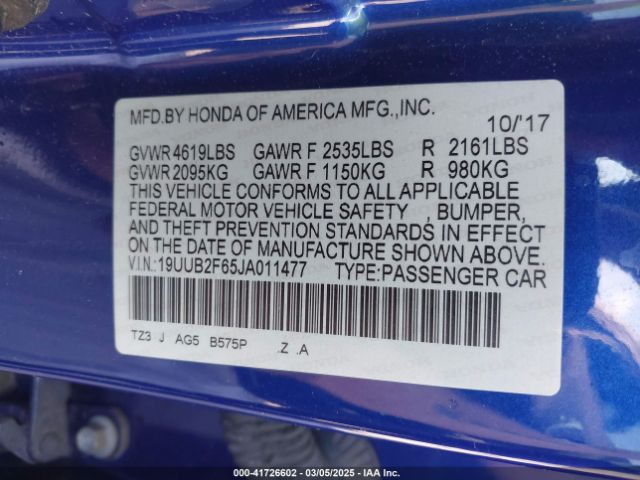 MFD.BY HONDA OF AMERICA MFG.,INC.
10/'17
GVWR 4619LBS GAWR F 2535LBS R 2161LBS
GVWR 2095KG GAWR F 1150KG R 980KG
THIS VEHICLE CONFORMS TO ALL APPLICABLE
FEDERAL MOTOR VEHICLE SAFETY , BUMPER,
AND THEFT PREVENTION STANDARDS IN EFFECT
ON THE DATE OF MANUFACTURE SHOWN ABOVE.
V.I.N.:19UUB2F65JA011477 TYPE:PASSENGER CAR
TZ3 J AG5 B575P .Z .A
000-41726602 — 03/05/2025 — IAA Inc.